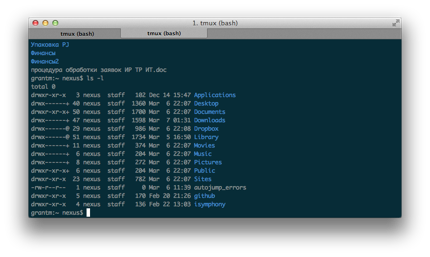 1. tmux (bash)
tmux (bash)
tmux (bash)
Упаковка PJ
Финансы
Финансы2
процедура обработки заявок ИР ТР ИТ.doc
grantm:~ nexus$ ls -l
total 0
drwxr-xr-x 3 nexus staff 102 Dec 14 15:47 Applications
drwx------+ 40 nexus staff 1360 Mar 6 22:07 Desktop
drwxr-xr-x+ 50 nexus staff 1700 Mar 6 22:07 Documents
drwx------+ 47 nexus staff 1598 Mar 7 01:31 Downloads
drwx------@ 29 nexus staff 986 Mar 6 22:08 Dropbox
drwx------@ 51 nexus staff 1734 Mar 5 16:50 Library
drwx------+ 11 nexus staff 374 Mar 6 22:07 Movies
drwx------+ 6 nexus staff 204 Mar 6 22:07 Music
drwx------+ 8 nexus staff 272 Mar 6 22:07 Pictures
drwxr-xr-x+ 6 nexus staff 204 Mar 6 22:07 Public
drwxr-xr-x 23 nexus staff 782 Mar 6 22:07 Sites
-rw-r--r-- 1 nexus staff 0 Mar 6 11:39 autojump_errors
drwxr-xr-x 5 nexus staff 170 Feb 20 21:26 github
drwxr-xr-x 4 nexus staff 136 Feb 22 13:03 isymphony
grantm:~ nexus$